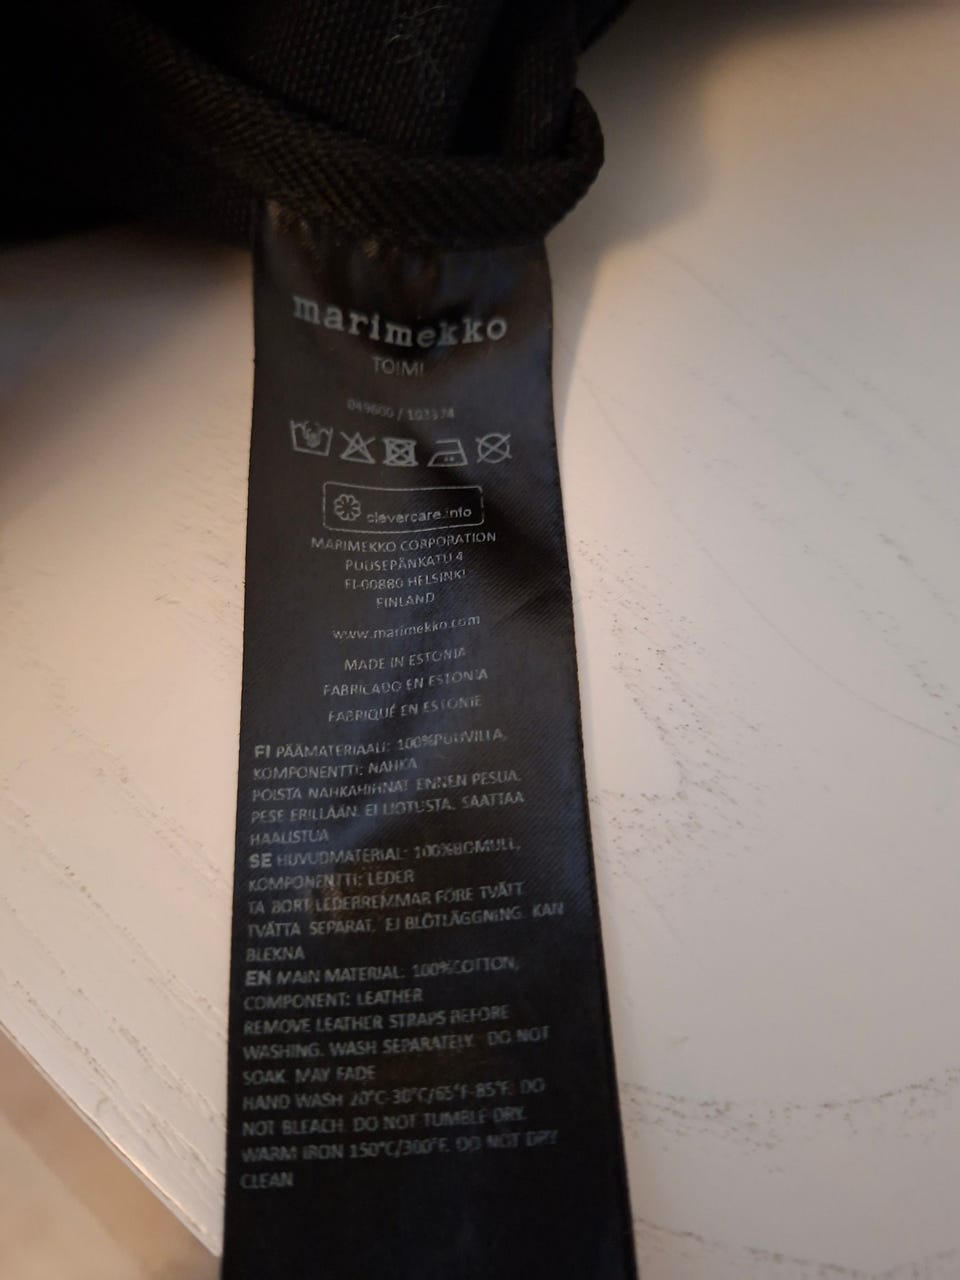 marimekko
TOIMI
049600 / 103374
clevercare.info
MARIMEKKO CORPORATION
PUUSEPÄNKATU 4
FI-00880 HELSINKI
FINLAND
www.marimekko.com
MADE IN ESTONIA
FABRICADO EN ESTONIA
FABRIQUÉ EN ESTONIE
FI PÄÄMATERIAALI: 100%PUUVILLA,
KOMPONENTTI: NAHKA
POISTA NAHKAHIHNAT ENNEN PESUA.
PESE ERILLÄÄN. EI LIOTUSTA. SAATTAA
HAALISTUA
SE HUVUDMATERIAL: 100%BOMULL,
KOMPONENTTI: LEDER
TA BORT LEDERREMMAR FÖRE TVÄTT
TVÄTTA SEPARAT. EJ BLÖTLÄGGNING. KAN
BLEKNA
EN MAIN MATERIAL: 100%COTTON,
COMPONENT: LEATHER
REMOVE LEATHER STRAPS BEFORE
WASHING. WASH SEPARATELY. DO NOT
SOAK. MAY FADE
HAND WASH 20°C-30°C/65°F-85°F. DO
NOT BLEACH. DO NOT TUMBLE DRY.
WARM IRON 150°C/300°F. DO NOT DRY
CLEAN